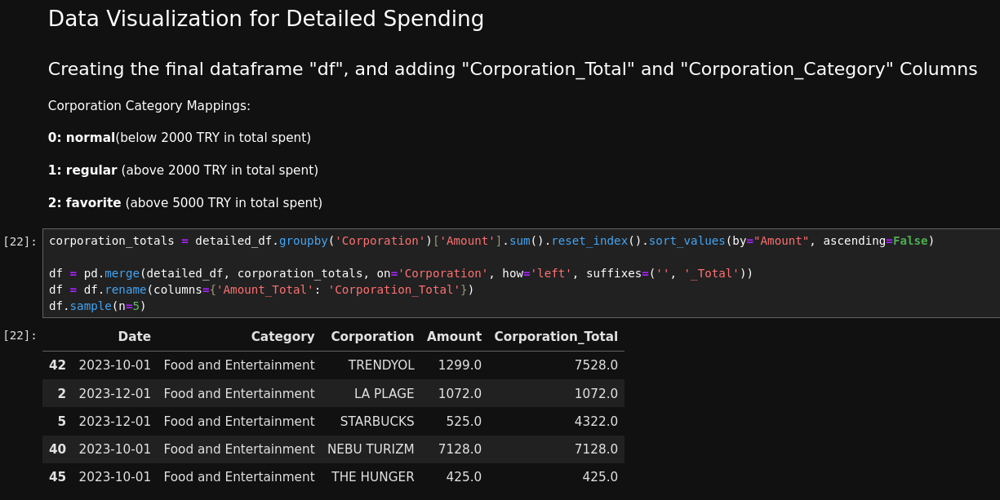 Data Visualization for Detailed Spending
Creating the final dataframe "df", and adding "Corporation_Total" and "Corporation_Category" Columns
Corporation Category Mappings:
0: normal(below 2000 TRY in total spent)
1: regular (above 2000 TRY in total spent)
2: favorite (above 5000 TRY in total spent)
[22]: corporation_totals = detailed_df.groupby('Corporation')['Amount'].sum().reset_index().sort_values(by="Amount", ascending=False)
df = pd.merge(detailed_df, corporation_totals, on='Corporation', how='left', suffixes=('', '_Total'))
df = df.rename(columns={'Amount_Total': 'Corporation_Total'})
df.sample(n=5)
[22]: Date Category Corporation Amount Corporation_Total
42 2023-10-01 Food and Entertainment TRENDYOL 1299.0 7528.0
2 2023-12-01 Food and Entertainment LA PLAGE 1072.0 1072.0
5 2023-12-01 Food and Entertainment STARBUCKS 525.0 4322.0
40 2023-10-01 Food and Entertainment NEBU TURIZM 7128.0 7128.0
45 2023-10-01 Food and Entertainment THE HUNGER 425.0 425.0